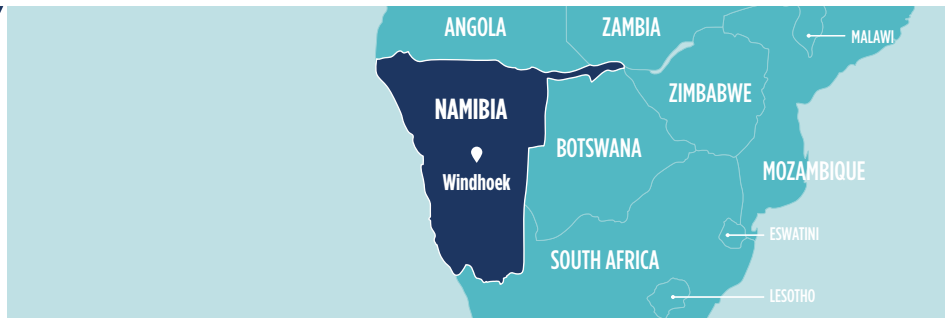 ANGOLA
ZAMBIA
MALAWI
ZIMBABWE
NAMIBIA
BOTSWANA
MOZAMBIQUE
Windhoek
ESWATINI
SOUTH AFRICA
LESOTHO